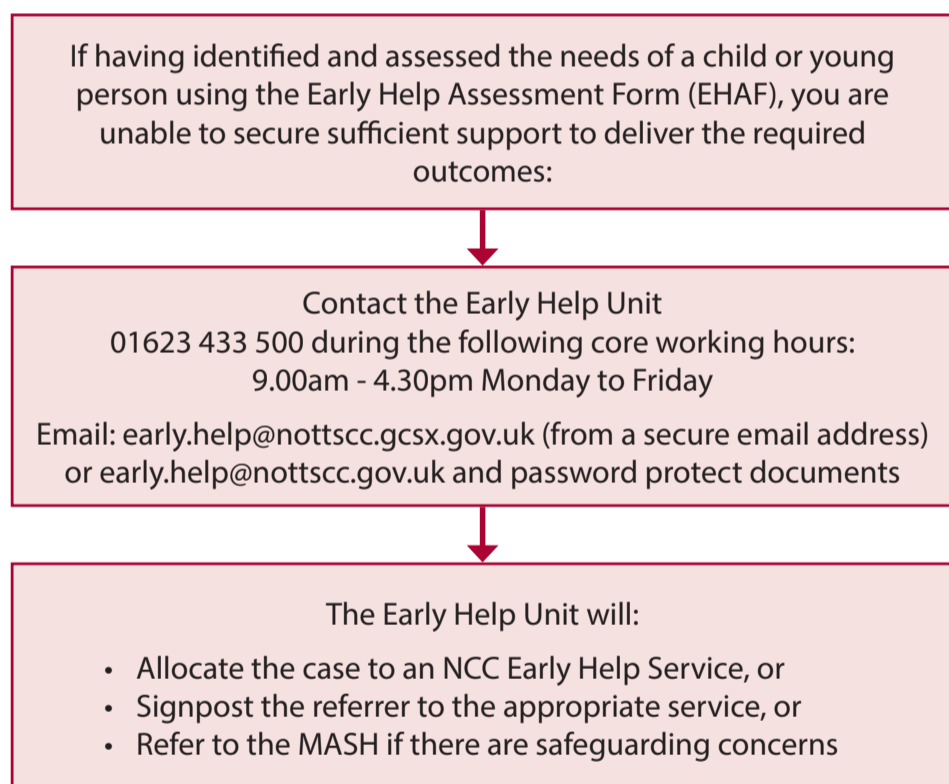 If having identified and assessed the needs of a child or young
person using the Early Help Assessment Form (EHAF), you are
unable to secure sufficient support to deliver the required
outcomes:
Contact the Early Help Unit
01623 433 500 during the following core working hours:
9.00am - 4.30pm Monday to Friday
Email: early.help@nottscc.gcsx.gov.uk (from a secure email address)
or early.help@nottscc.gov.uk and password protect documents
The Early Help Unit will:
• Allocate the case to an NCC Early Help Service, or
• Signpost the referrer to the appropriate service, or
• Refer to the MASH if there are safeguarding concerns